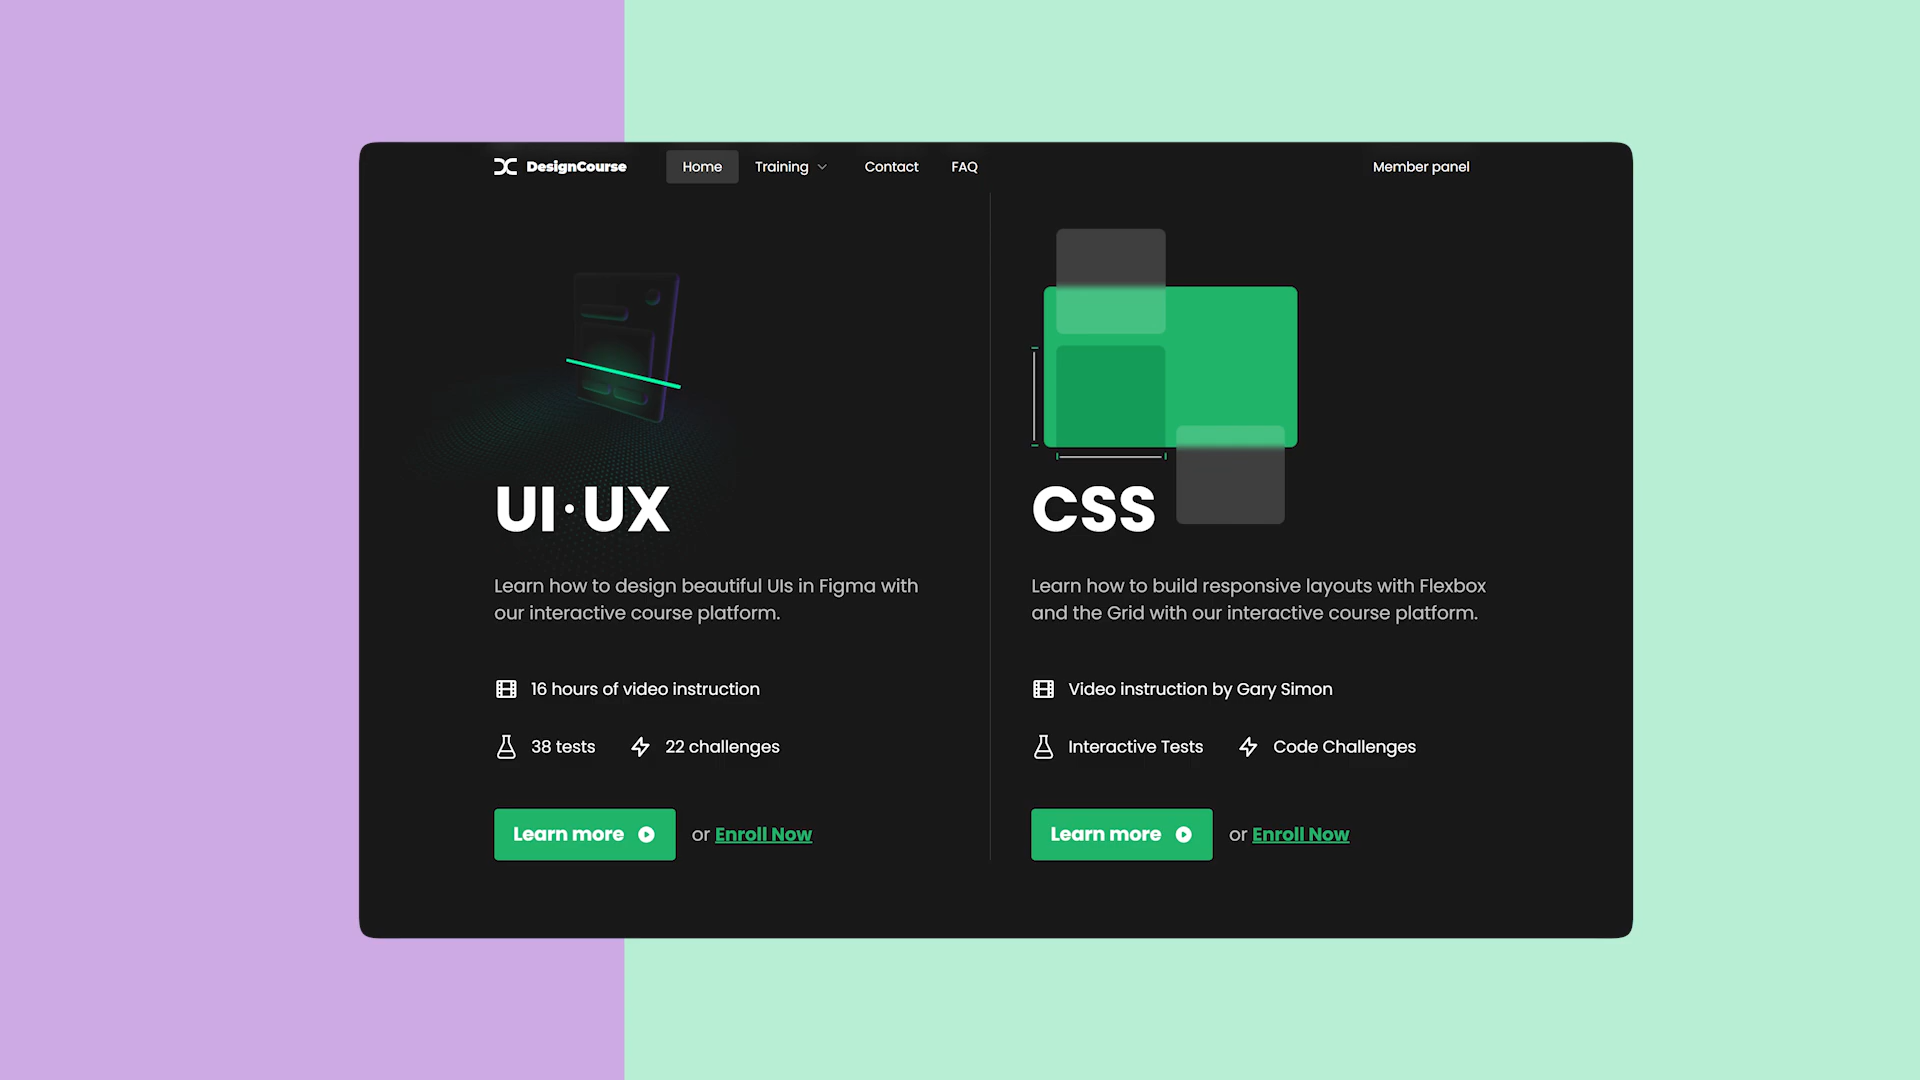 DesignCourse
Home
Training
Contact
FAQ
Member panel
UI·UX
Learn how to design beautiful UIs in Figma with
our interactive course platform.
16 hours of video instruction
38 tests
22 challenges
Learn more
or Enroll Now
CSS
Learn how to build responsive layouts with Flexbox
and the Grid with our interactive course platform.
Video instruction by Gary Simon
Interactive Tests
Code Challenges
Learn more
or Enroll Now